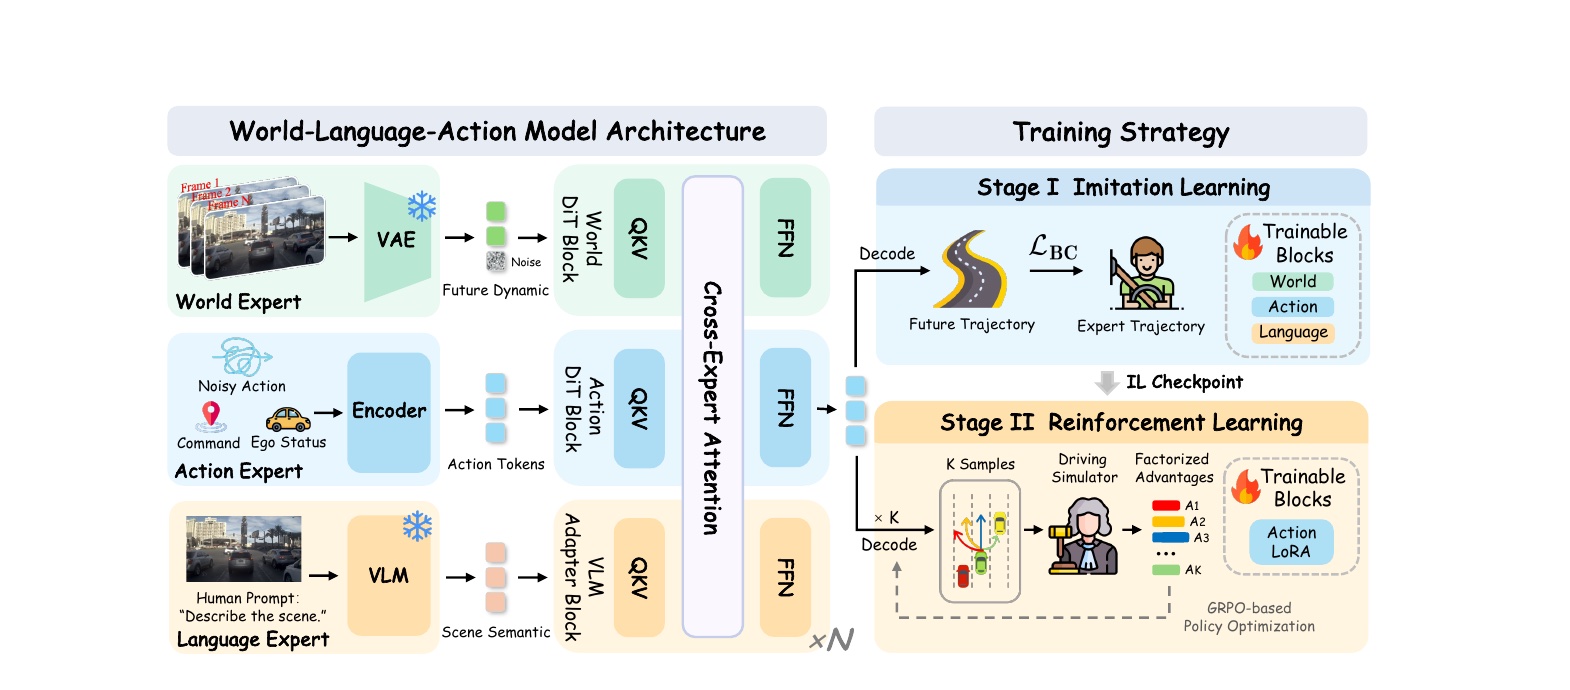 World-Language-Action Model Architecture
Frame 1
Frame 2
Frame N
VAE
World Expert
Noise
Future Dynamic
World
DiT Block
QKV
FFN
Noisy Action
Command
Ego Status
Encoder
Action Expert
Action Tokens
Action
DiT Block
QKV
FFN
Human Prompt:
“Describe the scene.”
VLM
Language Expert
Scene Semantic
VLM
Adapter Block
QKV
FFN
Cross-Expert Attention
×N
Training Strategy
Stage I Imitation Learning
Decode
Future Trajectory
ℒBC
Expert Trajectory
Trainable
Blocks
World
Action
Language
IL Checkpoint
Stage II Reinforcement Learning
× K
Decode
K Samples
Driving
Simulator
Factorized
Advantages
A1
A2
A3
...
AK
Trainable
Blocks
Action
LoRA
GRPO-based
Policy Optimization